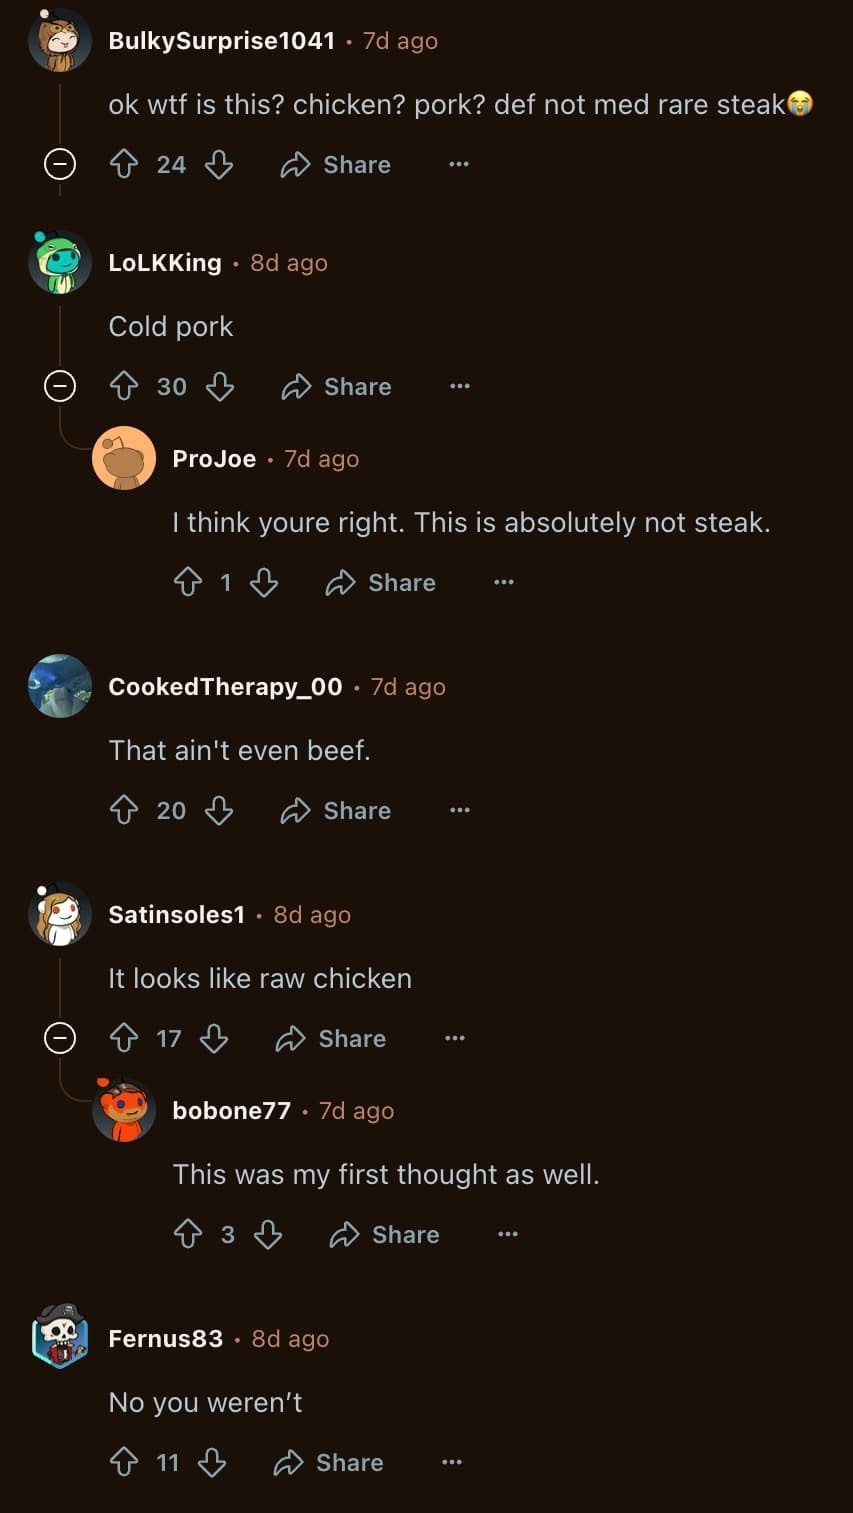 BulkySurprise1041 • 7d ago
ok wtf is this? chicken? pork? def not med rare steak😭
24 Share ...
LoLKKing • 8d ago
Cold pork
30 Share ...
ProJoe • 7d ago
I think youre right. This is absolutely not steak.
1 Share ...
CookedTherapy_00 • 7d ago
That ain't even beef.
20 Share ...
Satinsoles1 • 8d ago
It looks like raw chicken
17 Share ...
bobone77 • 7d ago
This was my first thought as well.
3 Share ...
Fernus83 • 8d ago
No you weren’t
11 Share ...